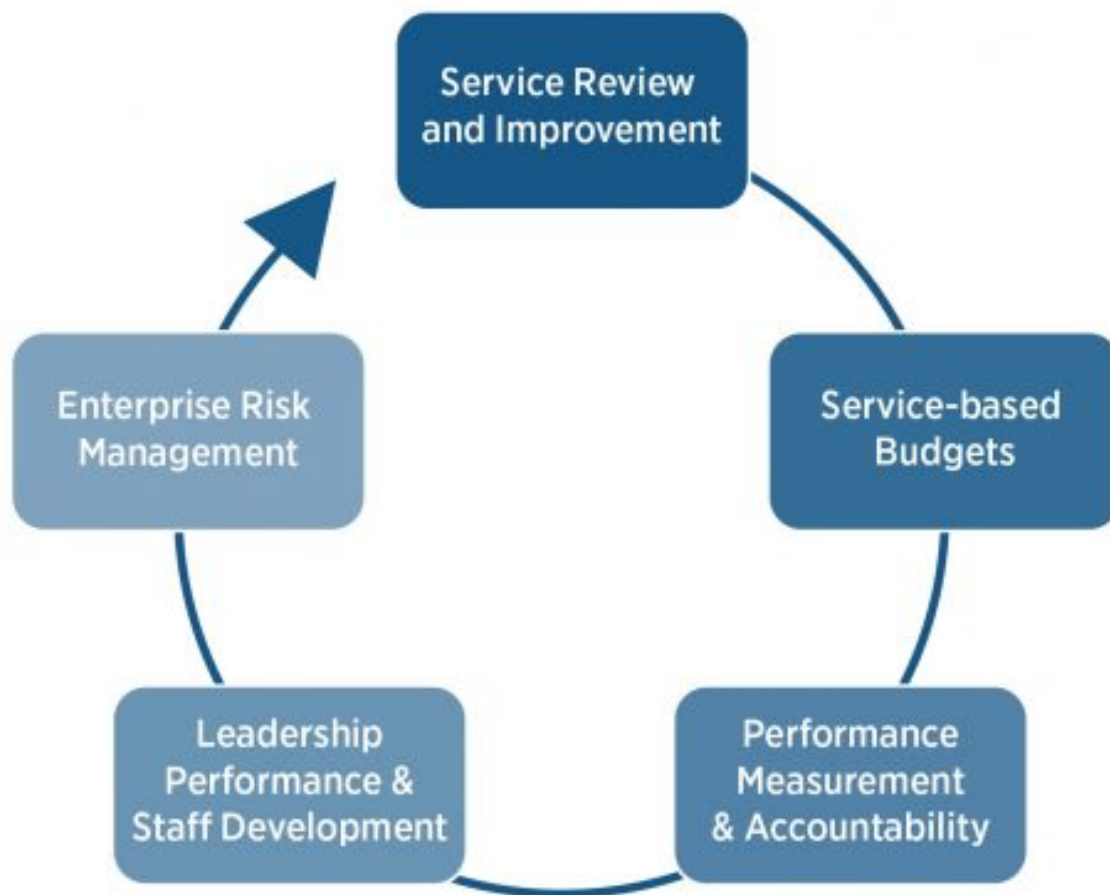 Service Review
and Improvement
Service-based
Budgets
Performance
Measurement
& Accountability
Leadership
Performance &
Staff Development
Enterprise Risk
Management